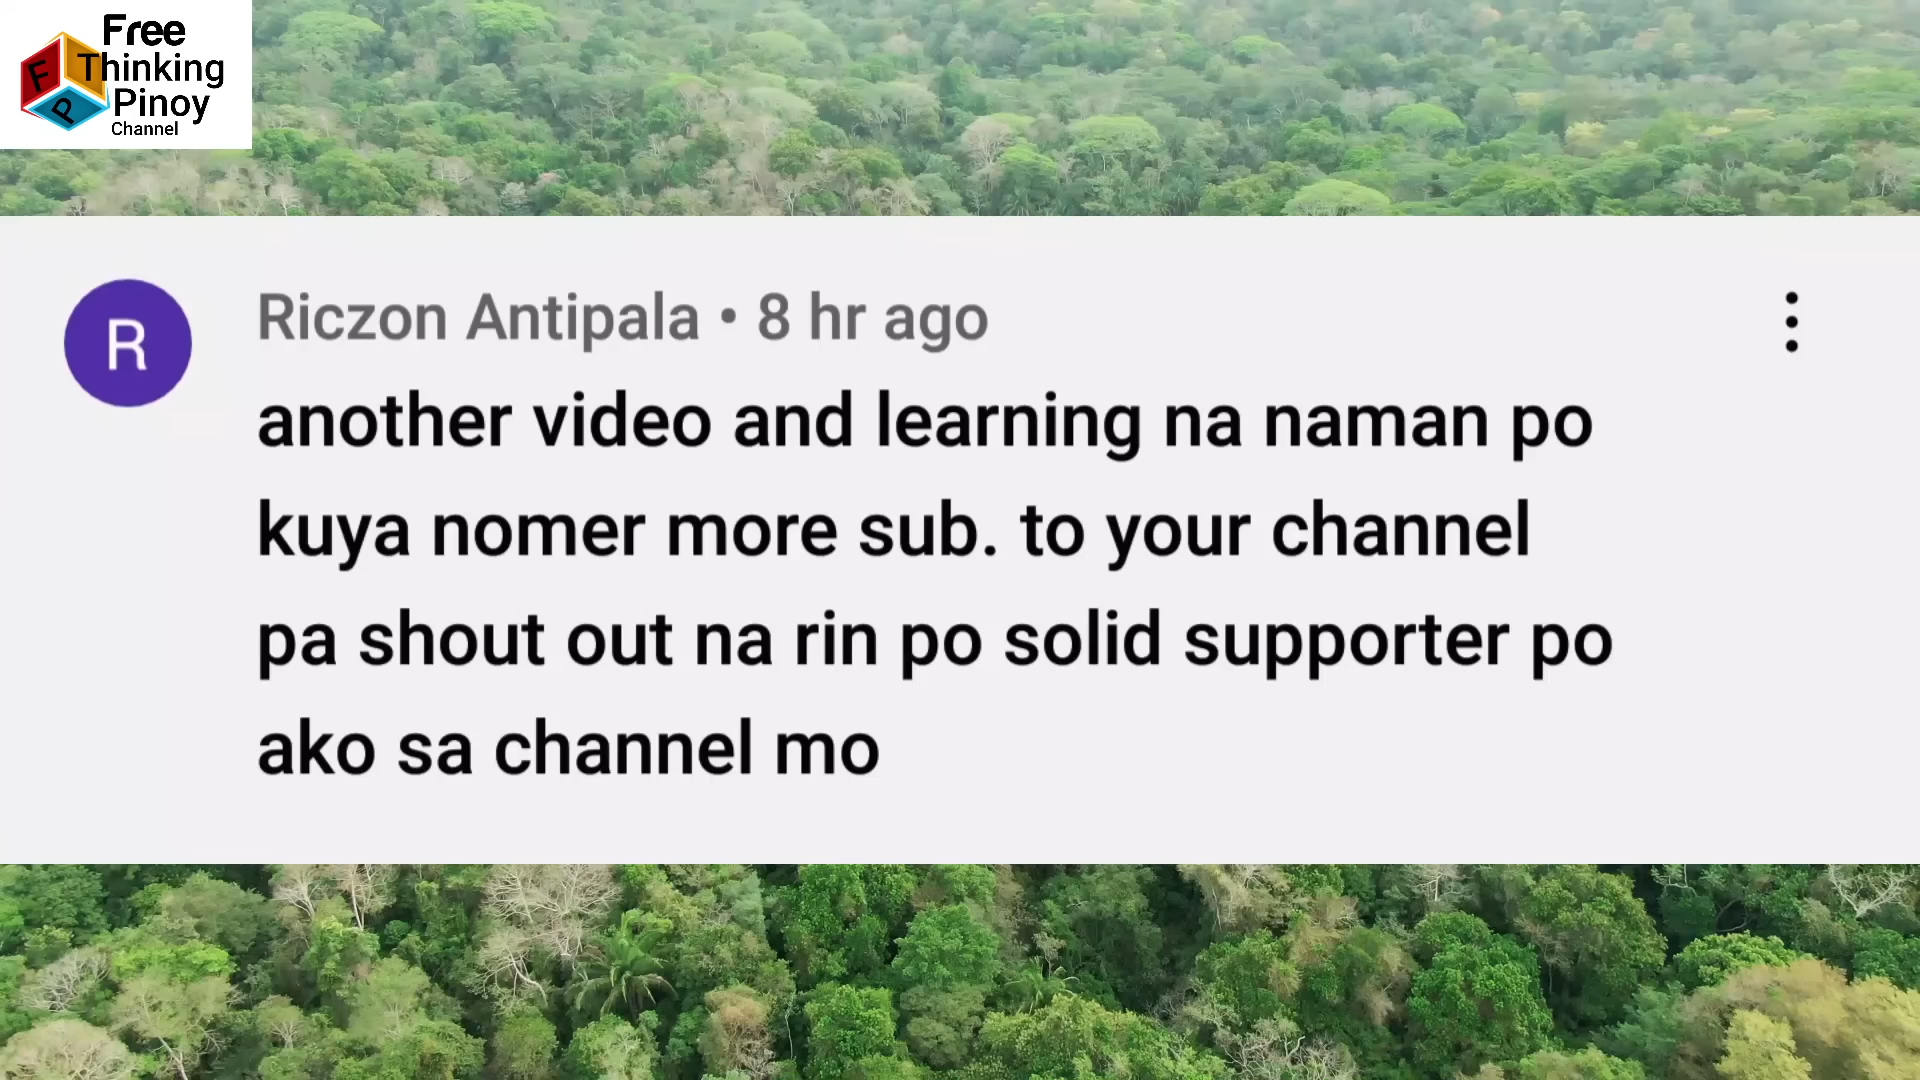 Free
Thinking
Pinoy
Channel
F
P
R
Riczon Antipala • 8 hr ago
another video and learning na naman po
kuya nomer more sub. to your channel
pa shout out na rin po solid supporter po
ako sa channel mo